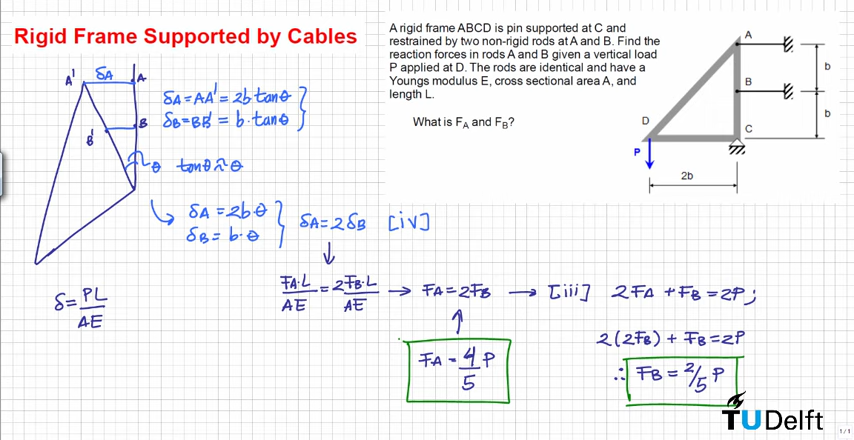 Rigid Frame Supported by Cables
A rigid frame ABCD is pin supported at C and
restrained by two non-rigid rods at A and B. Find the
reaction forces in rods A and B given a vertical load
P applied at D. The rods are identical and have a
Youngs modulus E, cross sectional area A, and
length L.
What is FA and FB?
A
B
C
D
P
b
b
2b
A'
δA
A
B'
B
θ
δA = AA' = 2b tanθ
δB = BB' = b · tanθ
tanθ ≈ θ
δA = 2bθ
δB = b · θ
δA = 2δB [iv]
δ = PL/AE
FA·L/AE = 2FB·L/AE → FA = 2FB → [iii] 2FA + FB = 2P;
2(2FB) + FB = 2P
FA = 4/5 P
∴ FB = 2/5 P
TUDelft
1/1